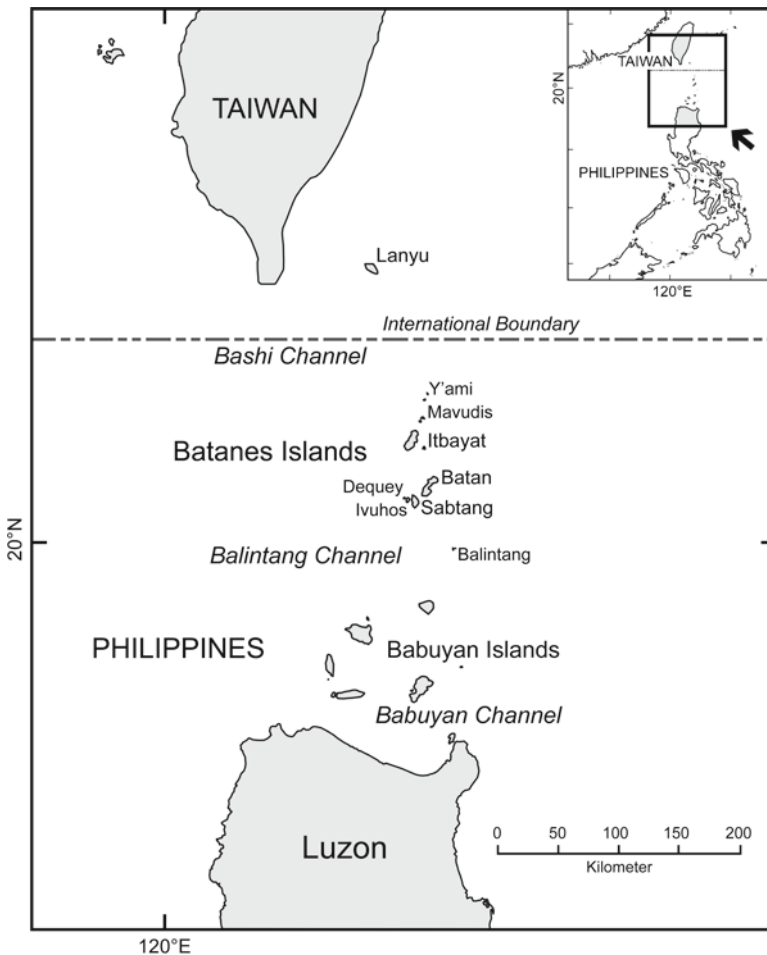 TAIWAN
Lanyu
International Boundary
Bashi Channel
Y'ami
Mavudis
Itbayat
Batanes Islands
Batan
Dequey
Ivuhos
Sabtang
20°N
Balintang Channel
Balintang
PHILIPPINES
Babuyan Islands
Babuyan Channel
Luzon
0 50 100 150 200
Kilometer
120°E
TAIWAN
20°N
PHILIPPINES
120°E